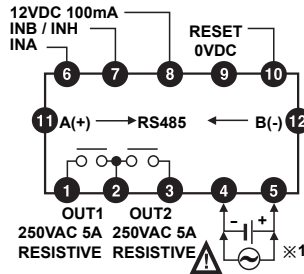 12VDC 100mA
INB / INH
INA
RESET
0VDC
6 7 8 9 10
11 A(+) RS485 B(-) 12
1 2 3 4 5
- +
OUT1 OUT2
250VAC 5A 250VAC 5A
RESISTIVE RESISTIVE
! ※1